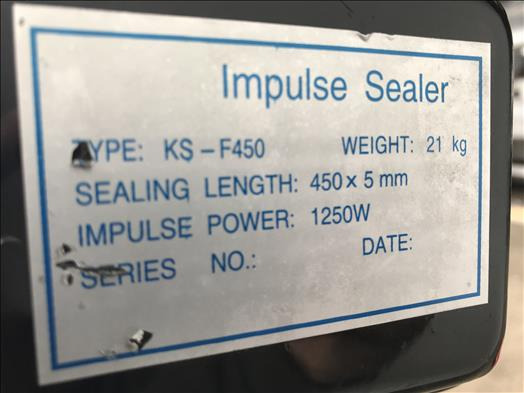 Impulse Sealer
TYPE: KS-F450 WEIGHT: 21 kg
SEALING LENGTH: 450 x 5 mm
IMPULSE POWER: 1250W
SERIES NO.: DATE: